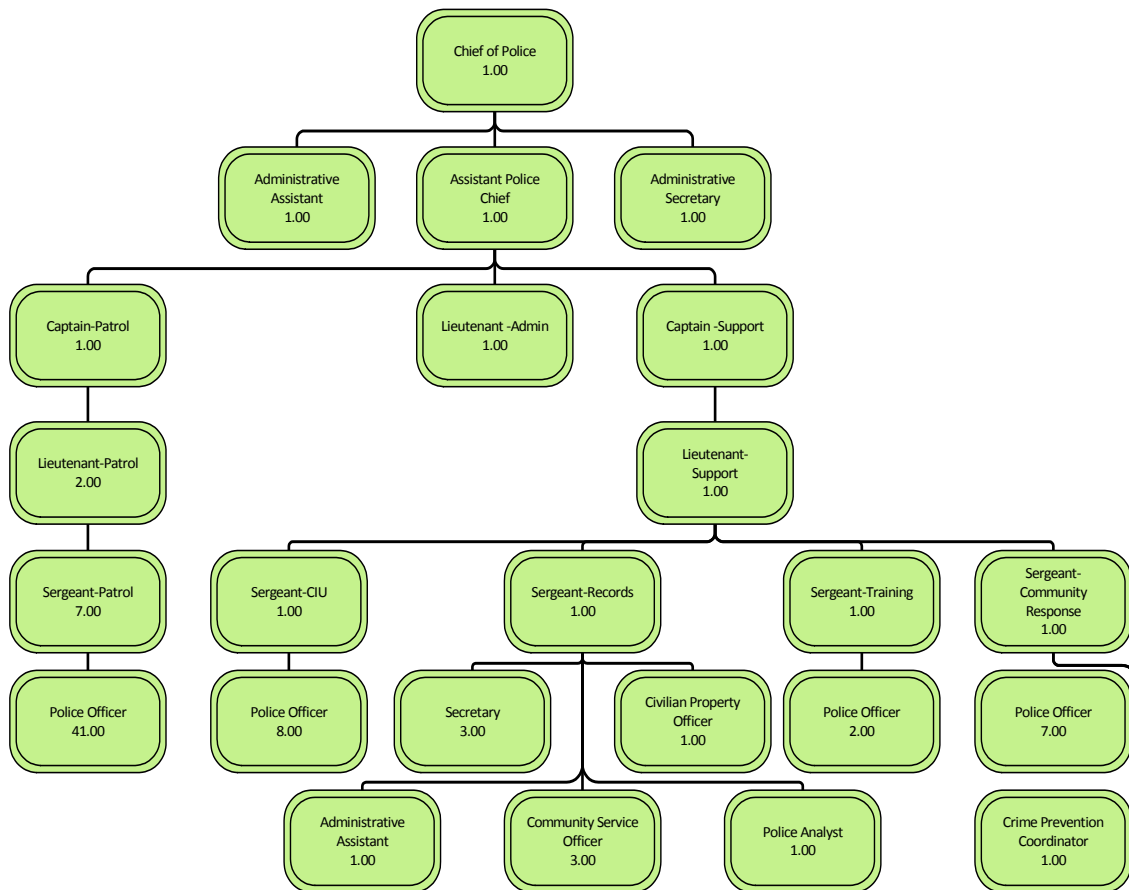 Chief of Police
1.00
Administrative
Assistant
1.00
Assistant Police
Chief
1.00
Administrative
Secretary
1.00
Captain-Patrol
1.00
Lieutenant -Admin
1.00
Captain -Support
1.00
Lieutenant-Patrol
2.00
Lieutenant-
Support
1.00
Sergeant-Patrol
7.00
Sergeant-CIU
1.00
Sergeant-Records
1.00
Sergeant-Training
1.00
Sergeant-
Community
Response
1.00
Police Officer
41.00
Police Officer
8.00
Secretary
3.00
Civilian Property
Officer
1.00
Police Officer
2.00
Police Officer
7.00
Administrative
Assistant
1.00
Community Service
Officer
3.00
Police Analyst
1.00
Crime Prevention
Coordinator
1.00